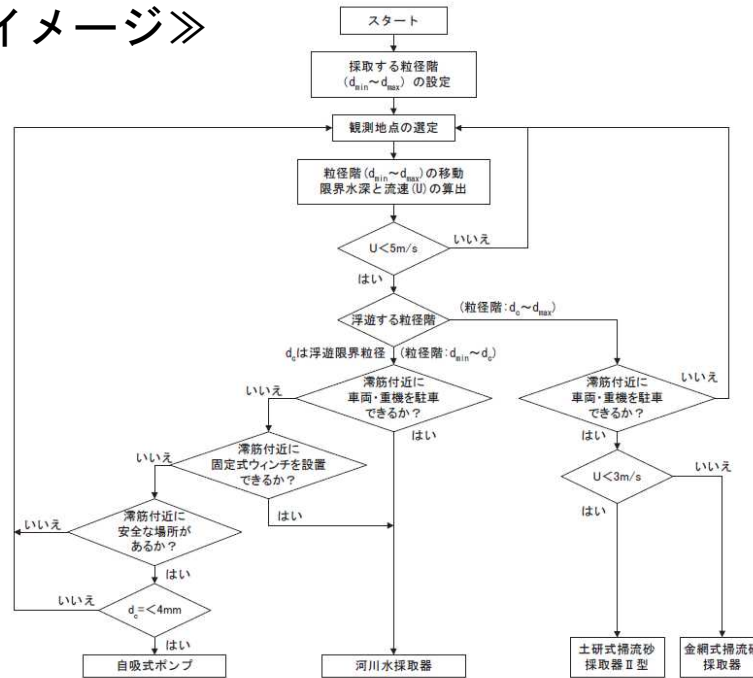 イメージ≫
スタート
採取する粒径階
(dmin～dmax) の設定
観測地点の選定
粒径階(dmin～dmax)の移動
限界水深と流速(U)の算出
U<5m/s
いいえ
はい
浮遊する粒径階
(粒径階:dc～dmax)
dcは浮遊限界粒径
(粒径階:dmin～dc)
いいえ
澪筋付近に
車両・重機を駐車
できるか？
はい
澪筋付近に
車両・重機を駐車
できるか？
いいえ
はい
いいえ
澪筋付近に
固定式ウィンチを設置
できるか？
はい
U<3m/s
いいえ
はい
いいえ
澪筋付近に
安全な場所が
あるか？
はい
いいえ
dc=<4mm
はい
自吸式ポンプ
河川水採取器
土研式掃流砂
採取器Ⅱ型
金網式掃流砂
採取器